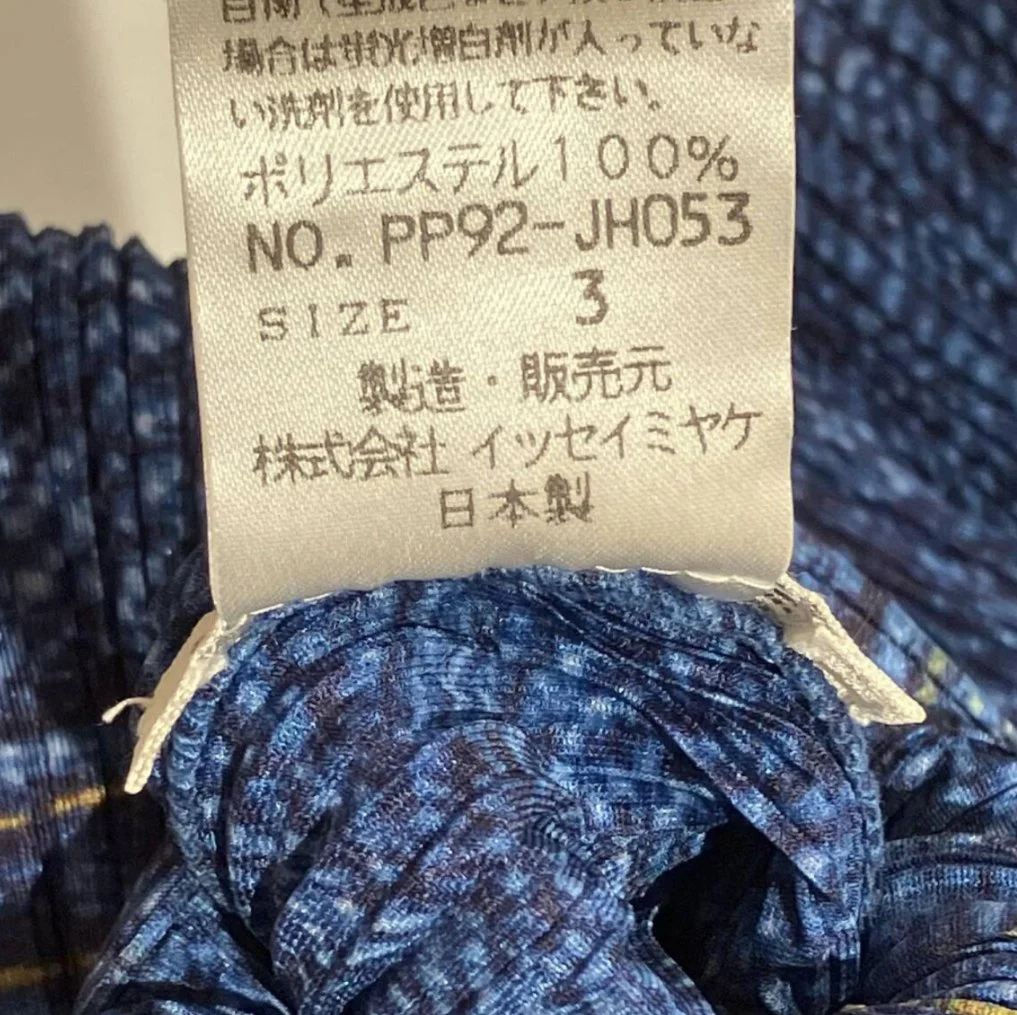 場合は蛍光増白剤が入っていな
い洗剤を使用して下さい。
ポリエステル100%
NO. PP92-JH053
SIZE 3
製造・販売元
株式会社 イッセイミヤケ
日本製